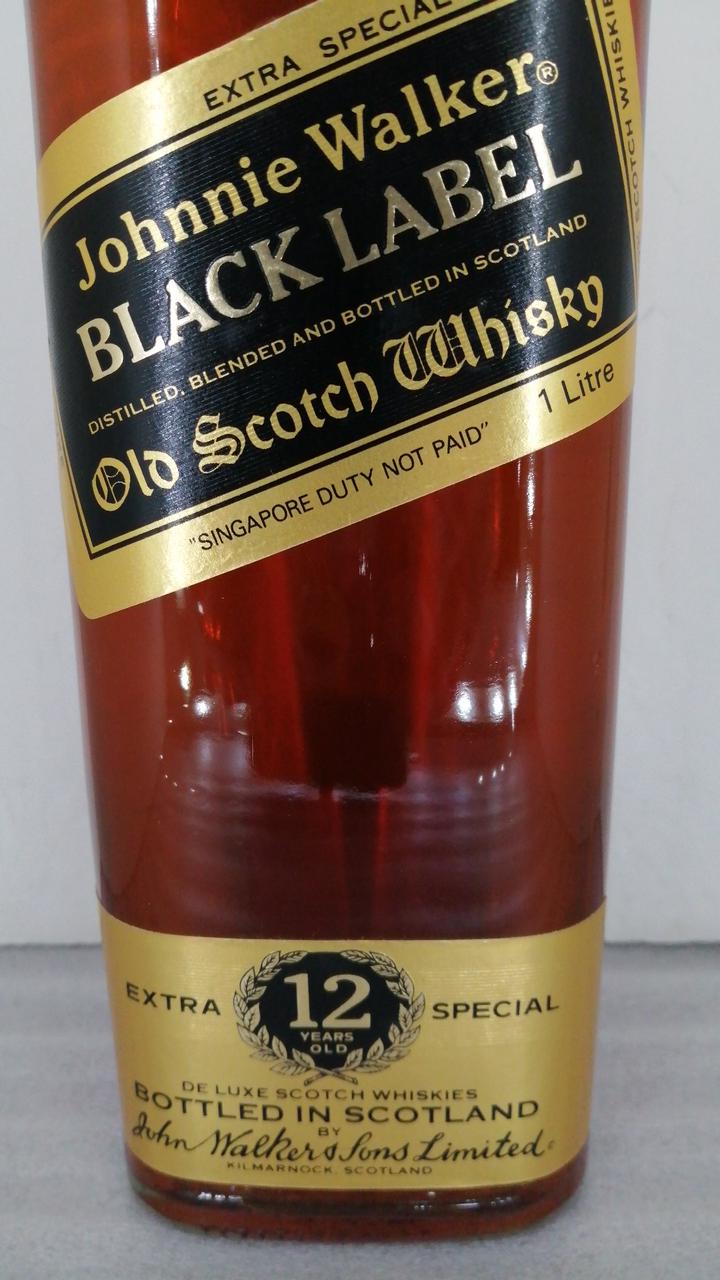 EXTRA SPECIAL
Johnnie Walker®
BLACK LABEL
DISTILLED, BLENDED AND BOTTLED IN SCOTLAND
Old Scotch Whisky
1 Litre
"SINGAPORE DUTY NOT PAID"
SCOTCH WHISKIE
EXTRA 12 SPECIAL
YEARS
OLD
DE LUXE SCOTCH WHISKIES
BOTTLED IN SCOTLAND
BY
John Walker & Sons Limited
KILMARNOCK, SCOTLAND